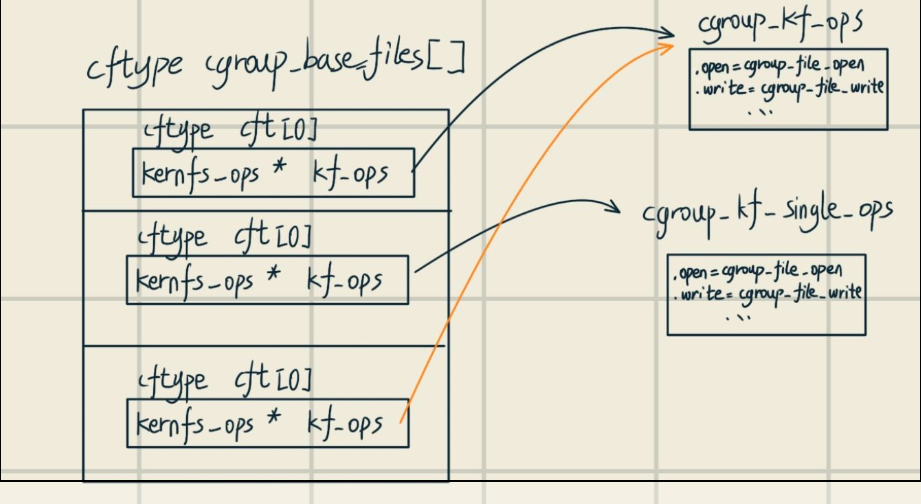 cftype cgroup_base_files[]
cftype cft[0]
kernfs_ops * kf_ops
cftype cft[0]
kernfs_ops * kf_ops
cftype cft[0]
kernfs_ops * kf_ops
cgroup_kf_ops
.open=cgroup_file_open
.write=cgroup_file_write
...
cgroup_kf_single_ops
.open=cgroup_file_open
.write=cgroup_file_write
...